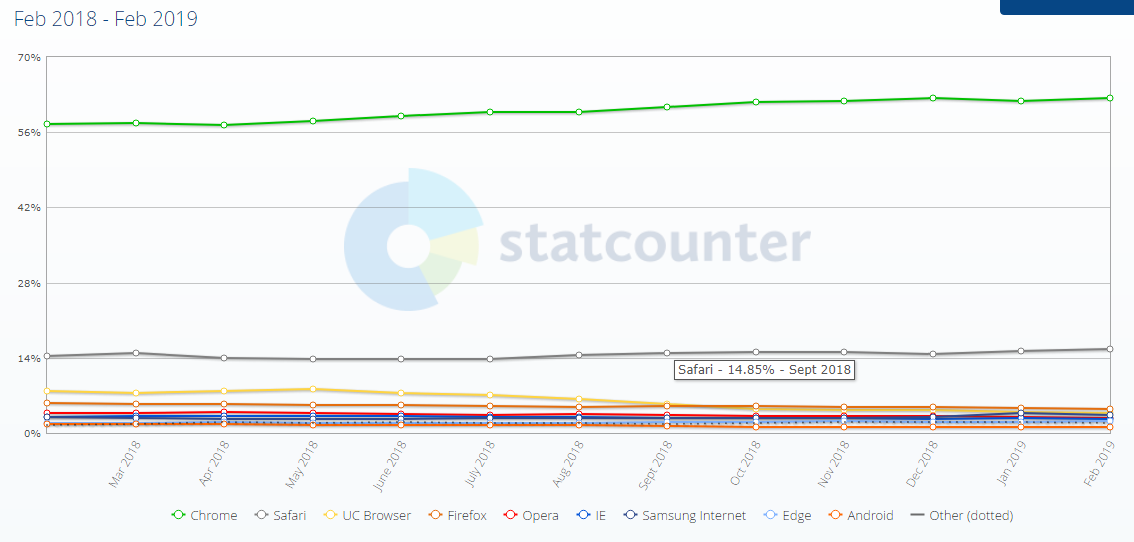 Feb 2018 - Feb 2019
70%
56%
42%
28%
14%
0%
statcounter
Safari - 14.85% - Sept 2018
Mar 2018
Apr 2018
May 2018
June 2018
July 2018
Aug 2018
Sept 2018
Oct 2018
Nov 2018
Dec 2018
Jan 2019
Feb 2019
Chrome Safari UC Browser Firefox Opera IE Samsung Internet Edge Android Other (dotted)